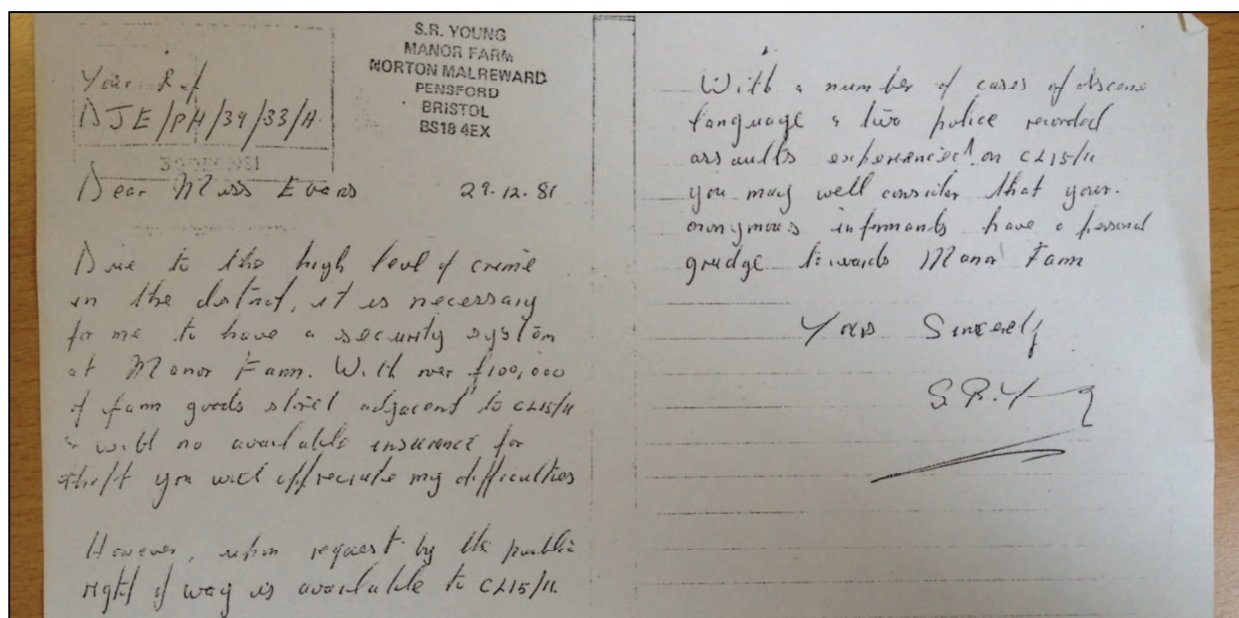 Your Ref
DJE/PH/39/33/A.
30 DEC 1981
S.R. YOUNG
MANOR FARM
NORTON MALREWARD
PENSFORD
BRISTOL
BS18 4EX
Dear Miss Evans 29.12.81
Due to the high level of crime
in the district, it is necessary
for me to have a security system
at Manor Farm. With over £100,000
of farm goods stored adjacent to CL15/11
& with no available insurance for
theft you will appreciate my difficulties
However, upon request by the public
right of way is available to CL15/11.
With a number of cases of obscene
language & two police recorded
assaults experienced on CL15/11
you may well consider that your
anonymous informants have a personal
grudge towards Manor Farm
Yours Sincerely
S.R.Young